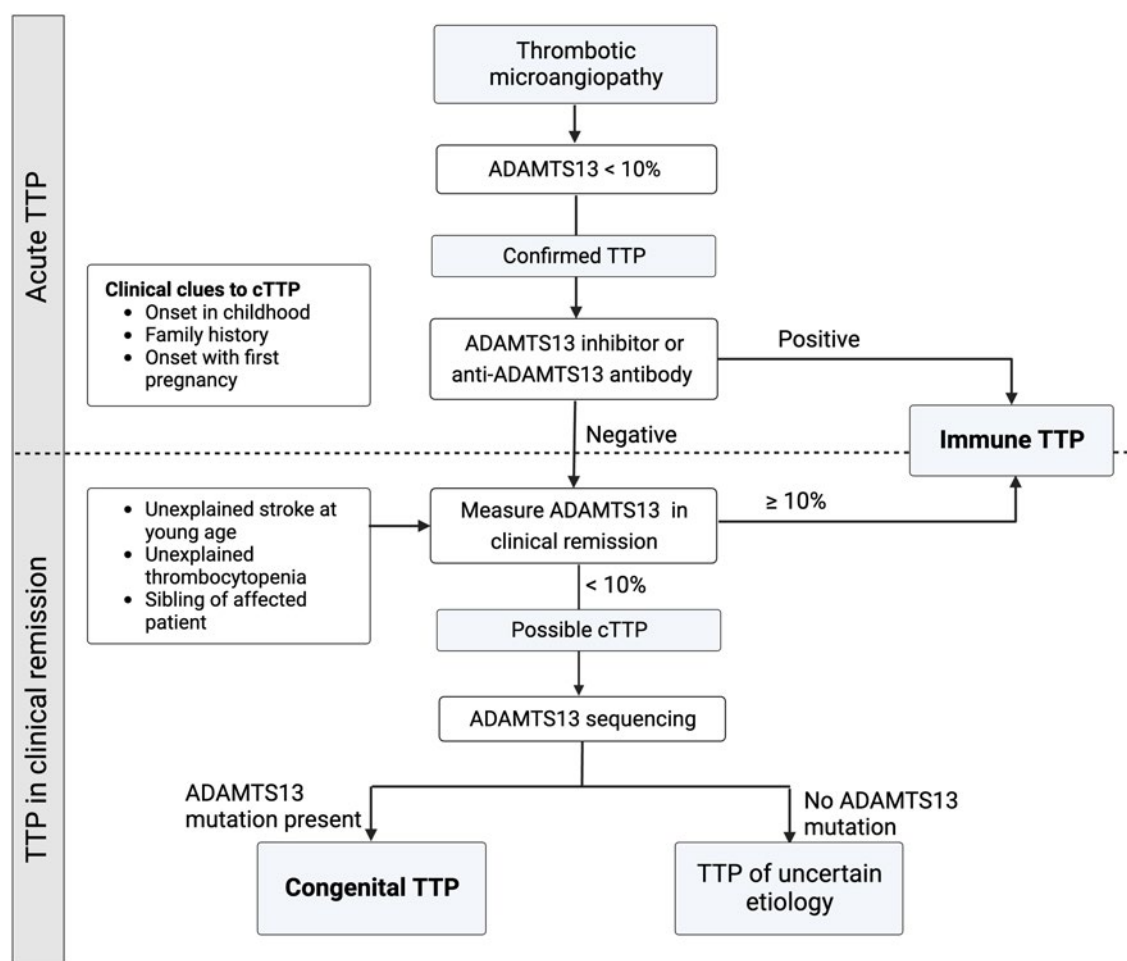 Acute TTP
Thrombotic
microangiopathy
ADAMTS13 < 10%
Confirmed TTP
Clinical clues to cTTP
• Onset in childhood
• Family history
• Onset with first
pregnancy
ADAMTS13 inhibitor or
anti-ADAMTS13 antibody
Positive
Immune TTP
Negative
TTP in clinical remission
• Unexplained stroke at
young age
• Unexplained
thrombocytopenia
• Sibling of affected
patient
Measure ADAMTS13 in
clinical remission
≥ 10%
< 10%
Possible cTTP
ADAMTS13 sequencing
ADAMTS13
mutation present
No ADAMTS13
mutation
Congenital TTP
TTP of uncertain
etiology